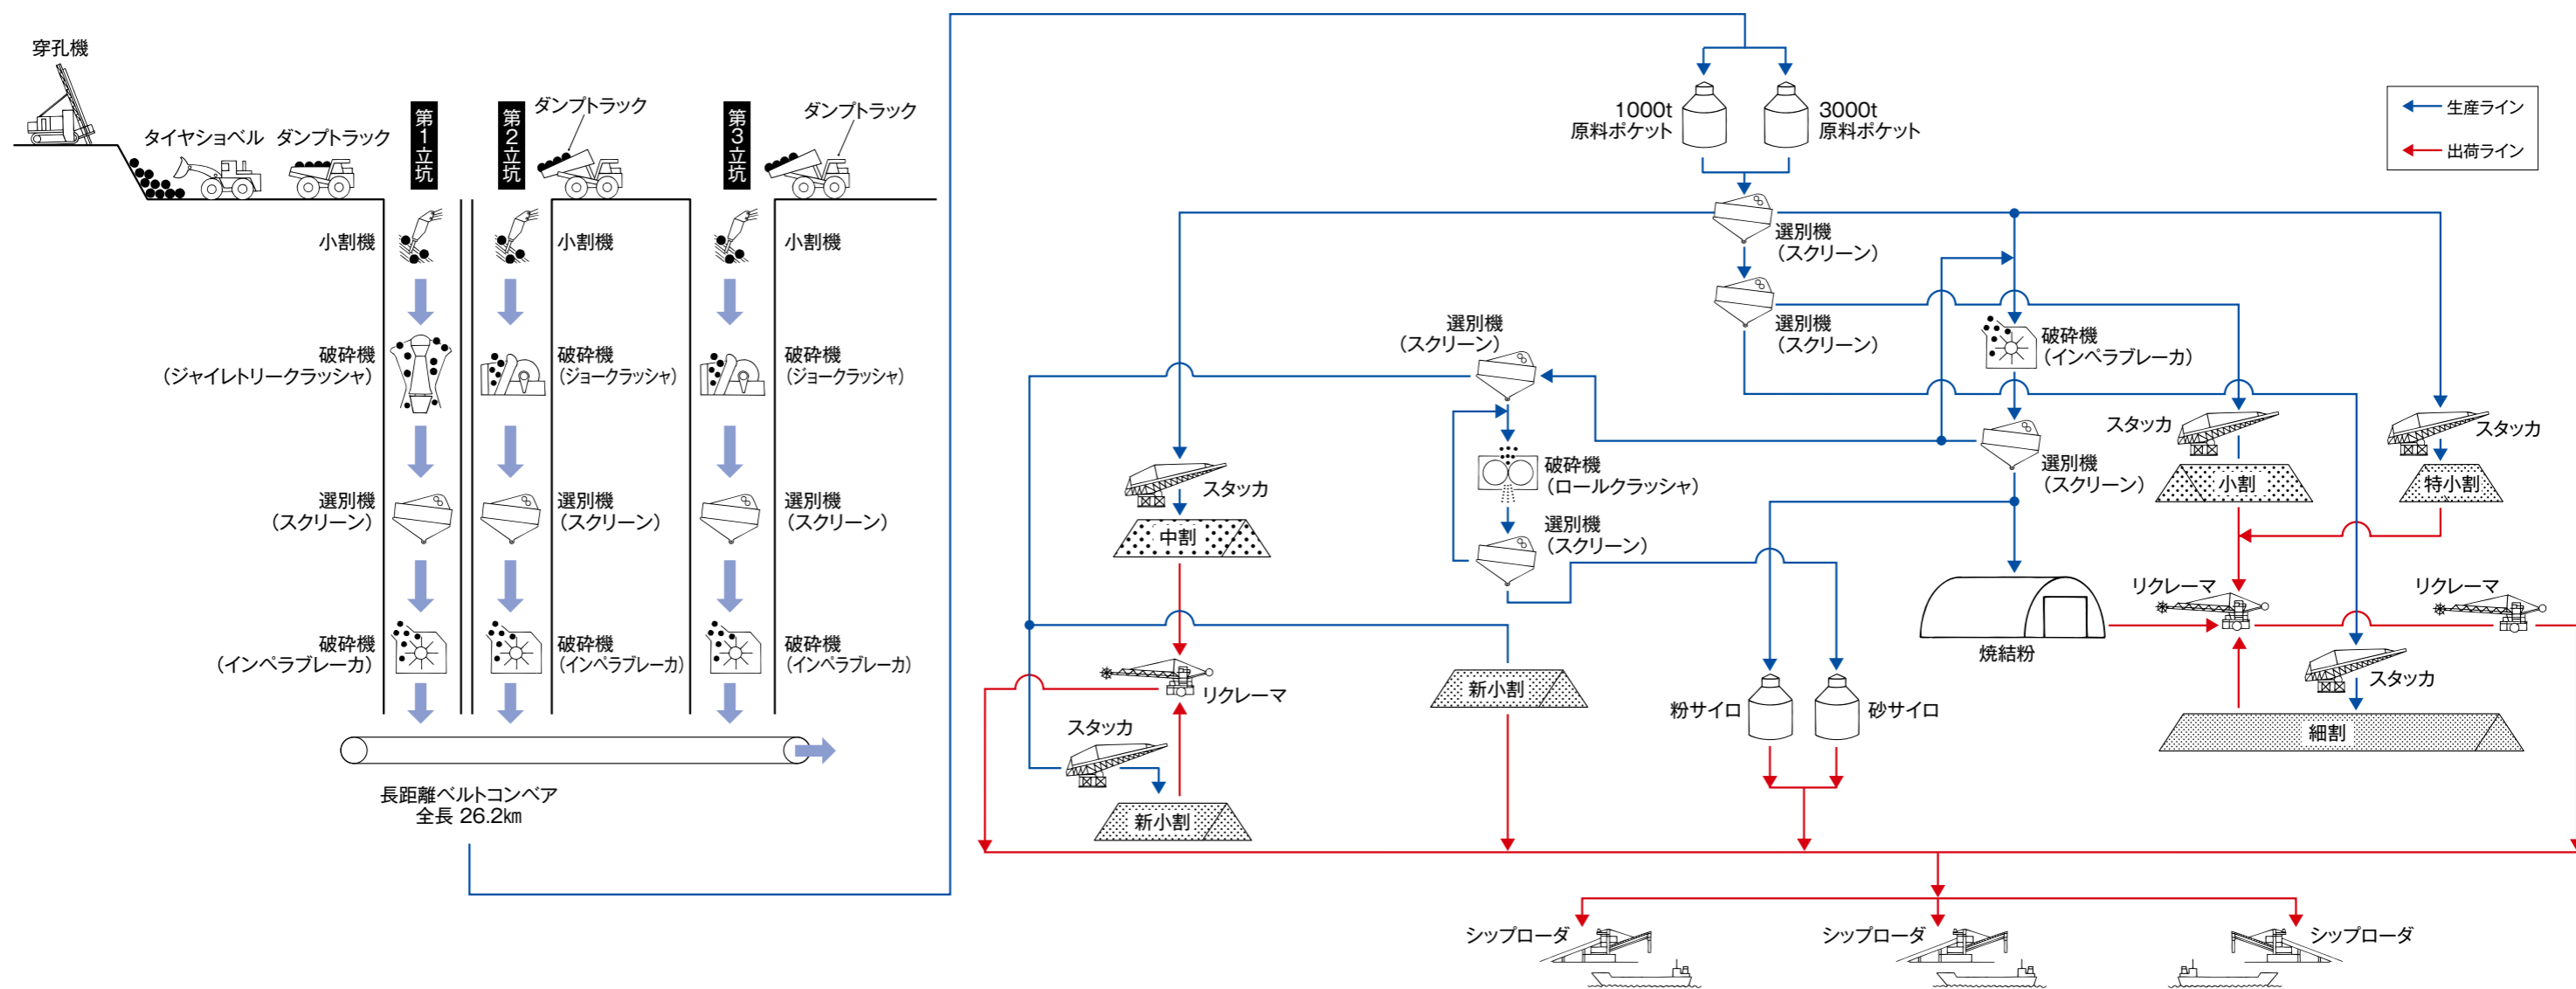 穿孔機
タイヤショベル
ダンプトラック
第1立坑
第2立坑
ダンプトラック
第3立坑
ダンプトラック
小割機
小割機
小割機
破砕機
(ジャイレトリークラッシャ)
破砕機
(ジョークラッシャ)
破砕機
(ジョークラッシャ)
選別機
(スクリーン)
選別機
(スクリーン)
選別機
(スクリーン)
破砕機
(インペラブレーカ)
破砕機
(インペラブレーカ)
破砕機
(インペラブレーカ)
長距離ベルトコンベア
全長 26.2km
1000t
原料ポケット
3000t
原料ポケット
生産ライン
出荷ライン
選別機
(スクリーン)
選別機
(スクリーン)
選別機
(スクリーン)
破砕機
(インペラブレーカ)
スタッカ
スタッカ
選別機
(スクリーン)
破砕機
(ロールクラッシャ)
スタッカ
小割
特小割
中割
選別機
(スクリーン)
リクレーマ
リクレーマ
焼結粉
リクレーマ
新小割
粉サイロ
砂サイロ
スタッカ
細割
スタッカ
新小割
シップローダ
シップローダ
シップローダ